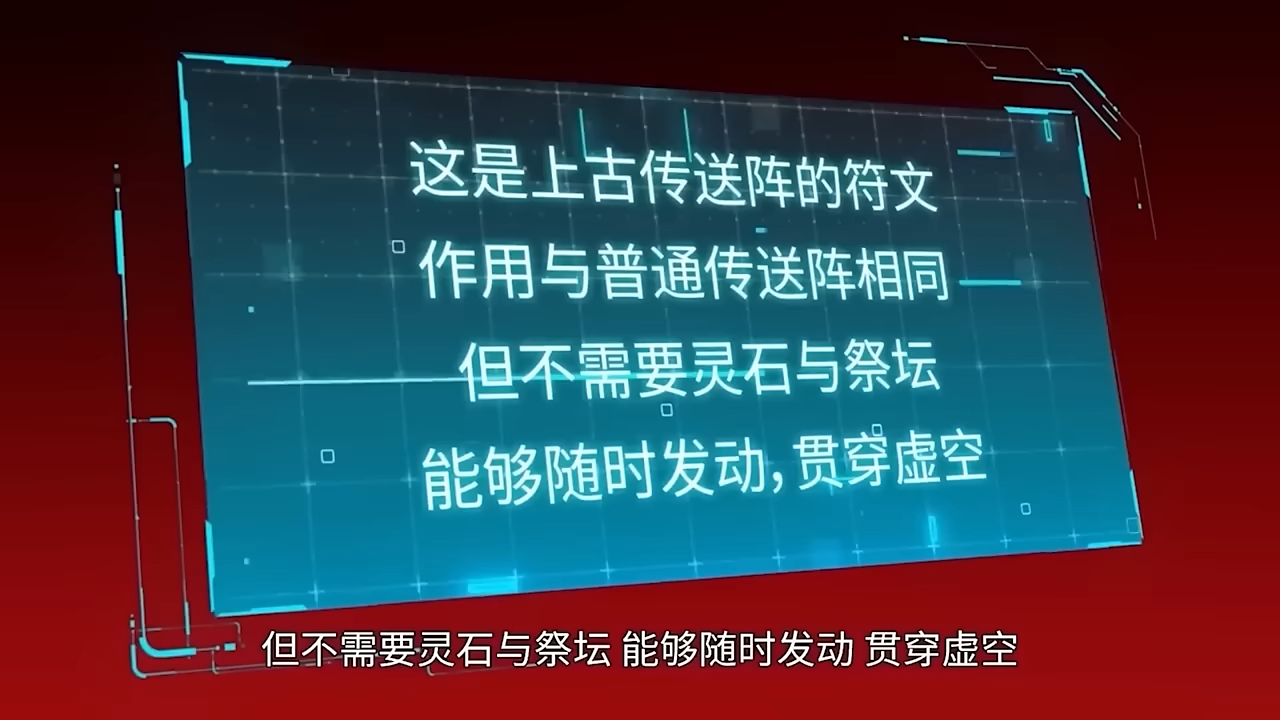 这是上古传送阵的符文
作用与普通传送阵相同
但不需要灵石与祭坛
能够随时发动,贯穿虚空
但不需要灵石与祭坛 能够随时发动 贯穿虚空